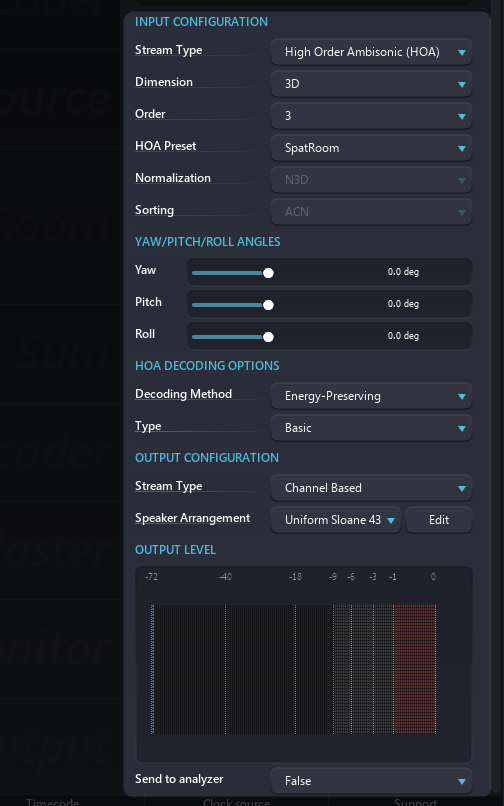 INPUT CONFIGURATION
Stream Type High Order Ambisonic (HOA)
Dimension 3D
Order 3
HOA Preset SpatRoom
Normalization N3D
Sorting ACN
YAW/PITCH/ROLL ANGLES
Yaw 0.0 deg
Pitch 0.0 deg
Roll 0.0 deg
HOA DECODING OPTIONS
Decoding Method Energy-Preserving
Type Basic
OUTPUT CONFIGURATION
Stream Type Channel Based
Speaker Arrangement Uniform Sloane 43 Edit
OUTPUT LEVEL
-72 -40 -18 -9 -6 -3 -1 0
Send to analyzer False
Timecode Clock source Support